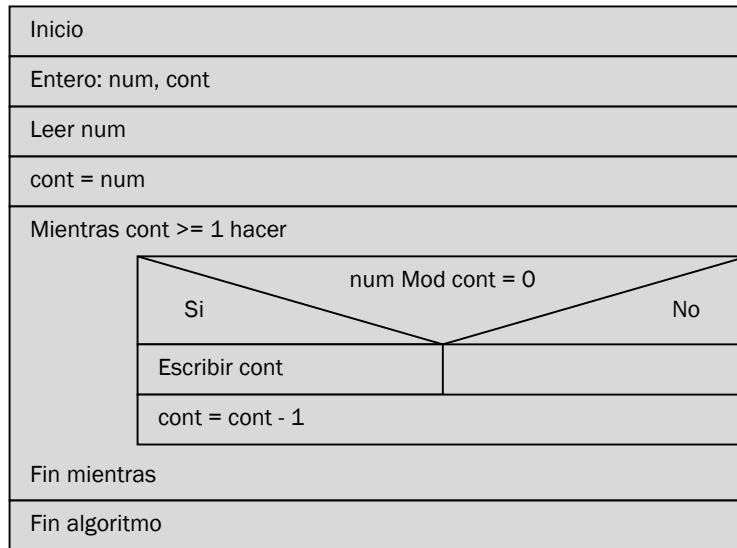 Inicio
Entero: num, cont
Leer num
cont = num
Mientras cont >= 1 hacer
num Mod cont = 0
Si
No
Escribir cont
cont = cont - 1
Fin mientras
Fin algoritmo